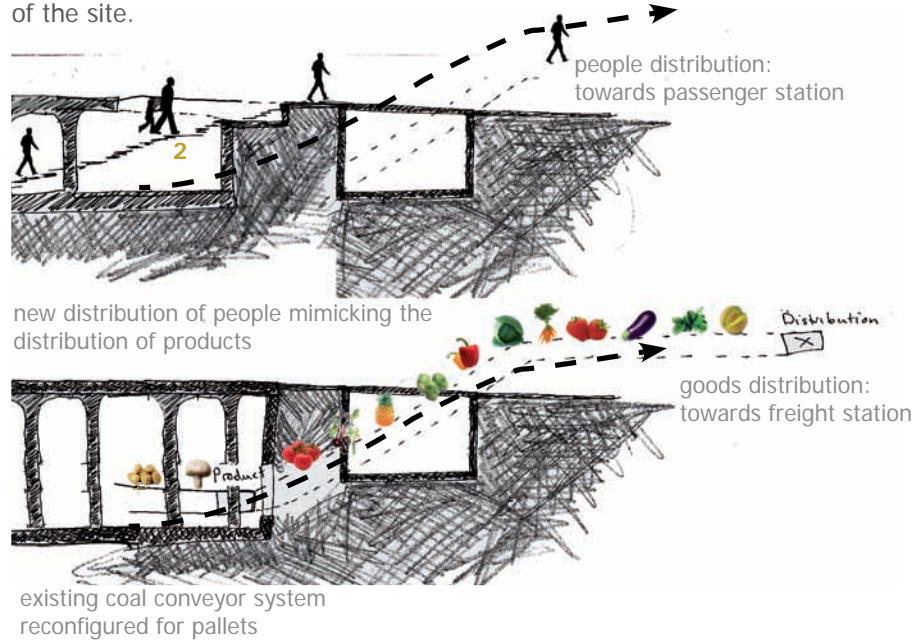 of the site.
people distribution:
towards passenger station
2
new distribution of people mimicking the
distribution of products
Distribution
goods distribution:
towards freight station
Product
existing coal conveyor system
reconfigured for pallets